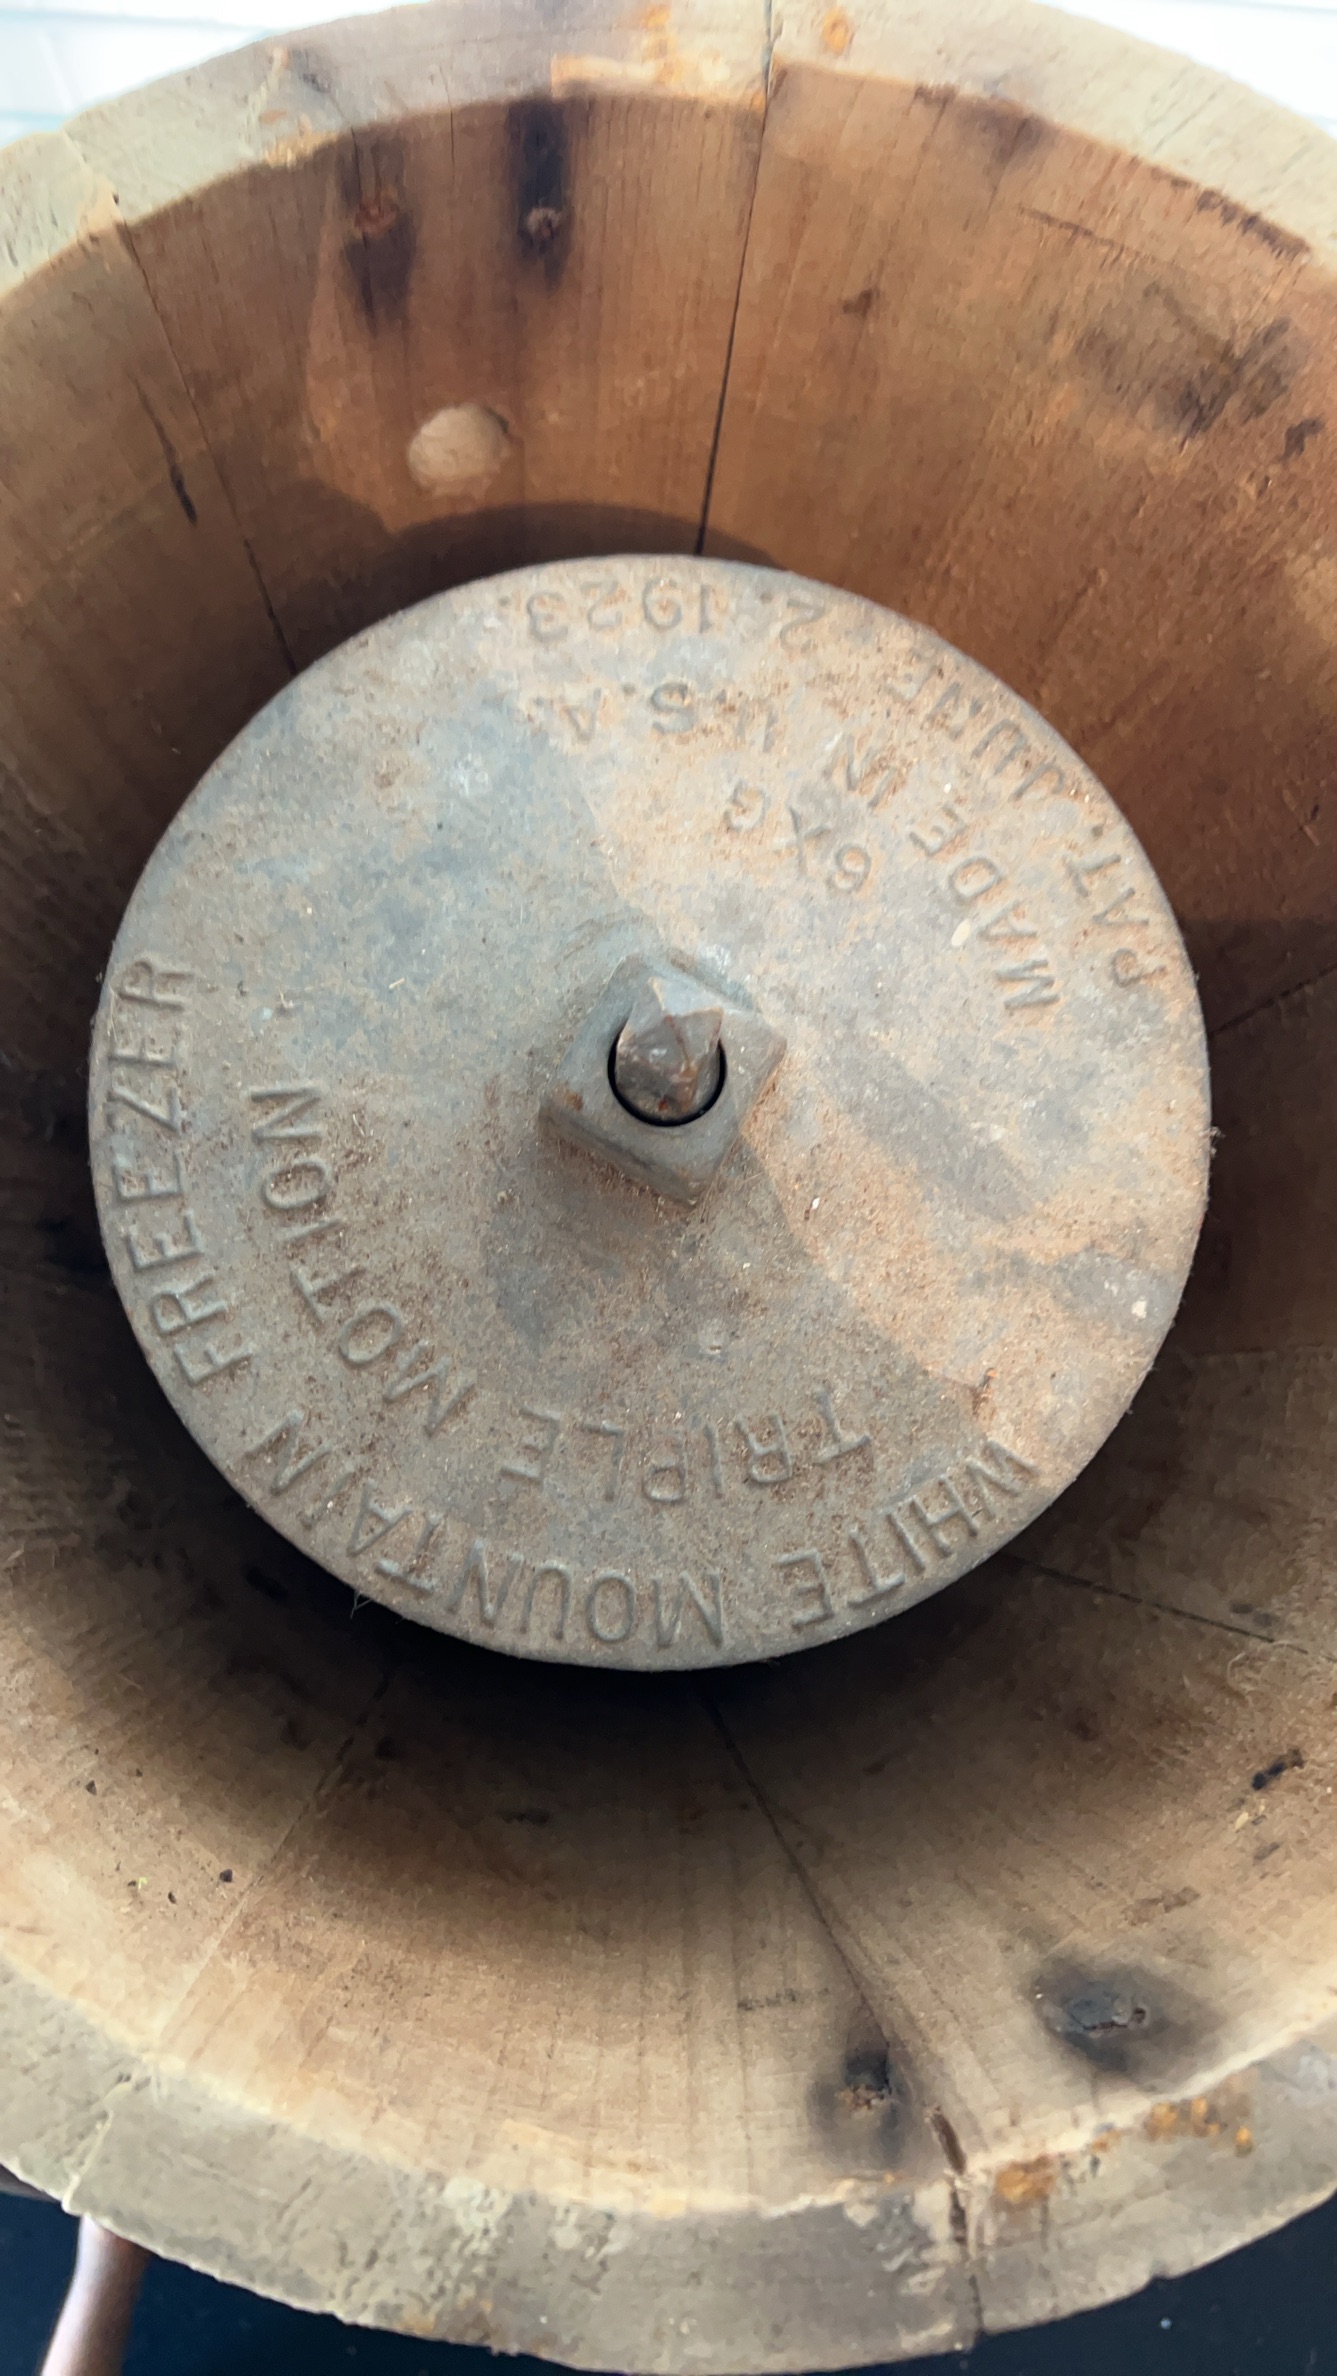 WHITE MOUNTAIN FREEZER
TRIPLE MOTION
6X6
MADE IN U.S.A.
PAT. JUNE 2. 1923.